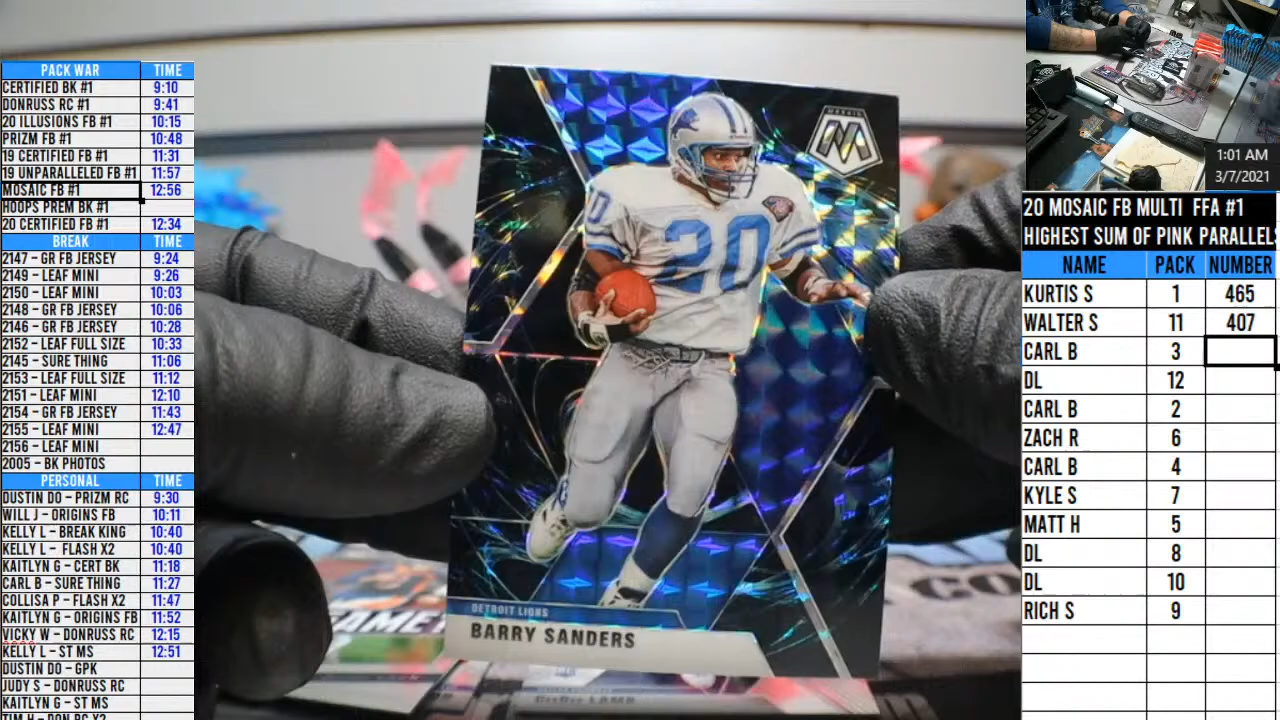 PACK WAR TIME
CERTIFIED BK #1 9:10
DONRUSS RC #1 9:41
20 ILLUSIONS FB #1 10:15
PRIZM FB #1 10:48
19 CERTIFIED FB #1 11:31
19 UNPARALLELED FB #1 11:57
MOSAIC FB #1 12:56
HOOPS PREM BK #1
20 CERTIFIED FB #1 12:34
BREAK TIME
2147 – GR FB JERSEY 9:24
2149 – LEAF MINI 9:26
2150 – LEAF MINI 10:03
2148 – GR FB JERSEY 10:06
2146 – GR FB JERSEY 10:28
2152 – LEAF FULL SIZE 10:33
2145 – SURE THING 11:06
2153 – LEAF FULL SIZE 11:12
2151 – LEAF MINI 12:10
2154 – GR FB JERSEY 11:43
2155 – LEAF MINI 12:47
2156 – LEAF MINI
2005 – BK PHOTOS
PERSONAL TIME
DUSTIN DO – PRIZM RC 9:30
WILL J – ORIGINS FB 10:11
KELLY L – BREAK KING 10:40
KELLY L – FLASH X2 10:40
KAITLYN G – CERT BK 11:18
CARL B – SURE THING 11:27
COLLISA P – FLASH X2 11:47
KAITLYN G – ORIGINS FB 11:52
VICKY W – DONRUSS RC 12:15
KELLY L – ST MS 12:51
DUSTIN DO – GPK
JUDY S – DONRUSS RC
KAITLYN G – ST MS
TIM H – DON RC X2
MOSAIC
M
20
20
DETROIT LIONS
BARRY SANDERS
LAMB
1:01 AM
3/7/2021
20 MOSAIC FB MULTI FFA #1
HIGHEST SUM OF PINK PARALLELS
NAME PACK NUMBER
KURTIS S 1 465
WALTER S 11 407
CARL B 3
DL 12
CARL B 2
ZACH R 6
CARL B 4
KYLE S 7
MATT H 5
DL 8
DL 10
RICH S 9